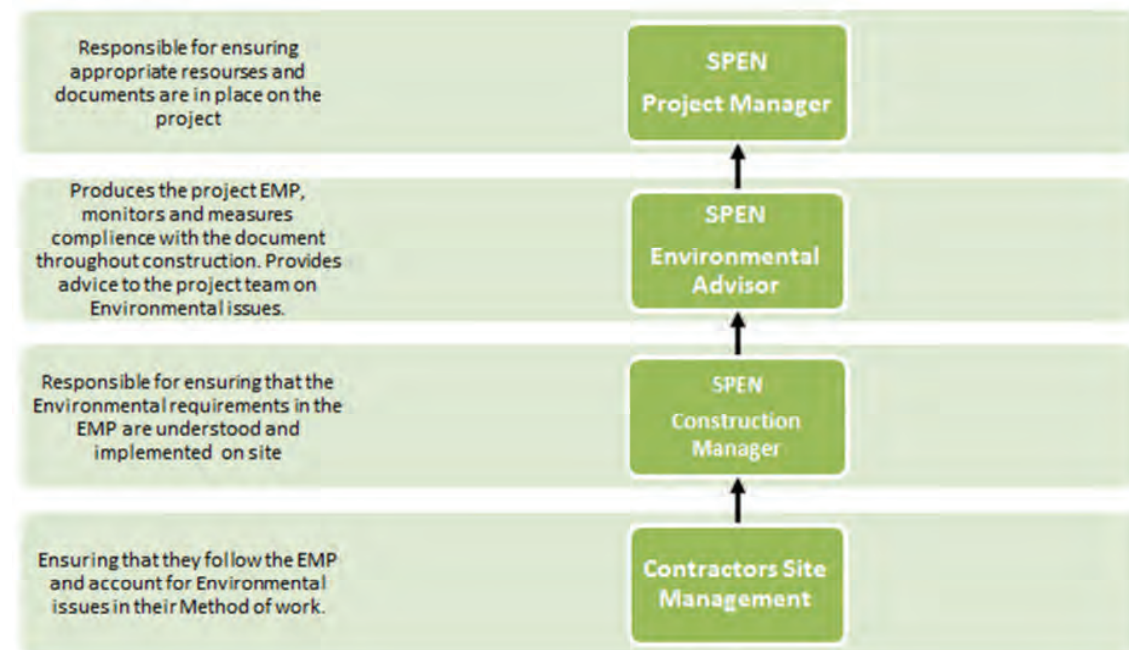 Responsible for ensuring
appropriate resourses and
documents are in place on the
project
SPEN
Project Manager
Produces the project EMP,
monitors and measures
compliance with the document
throughout construction. Provides
advice to the project team on
Environmental issues.
SPEN
Environmental
Advisor
Responsible for ensuring that the
Environmental requirements in the
EMP are understood and
implemented on site
SPEN
Construction
Manager
Ensuring that they follow the EMP
and account for Environmental
issues in their Method of work.
Contractors Site
Management